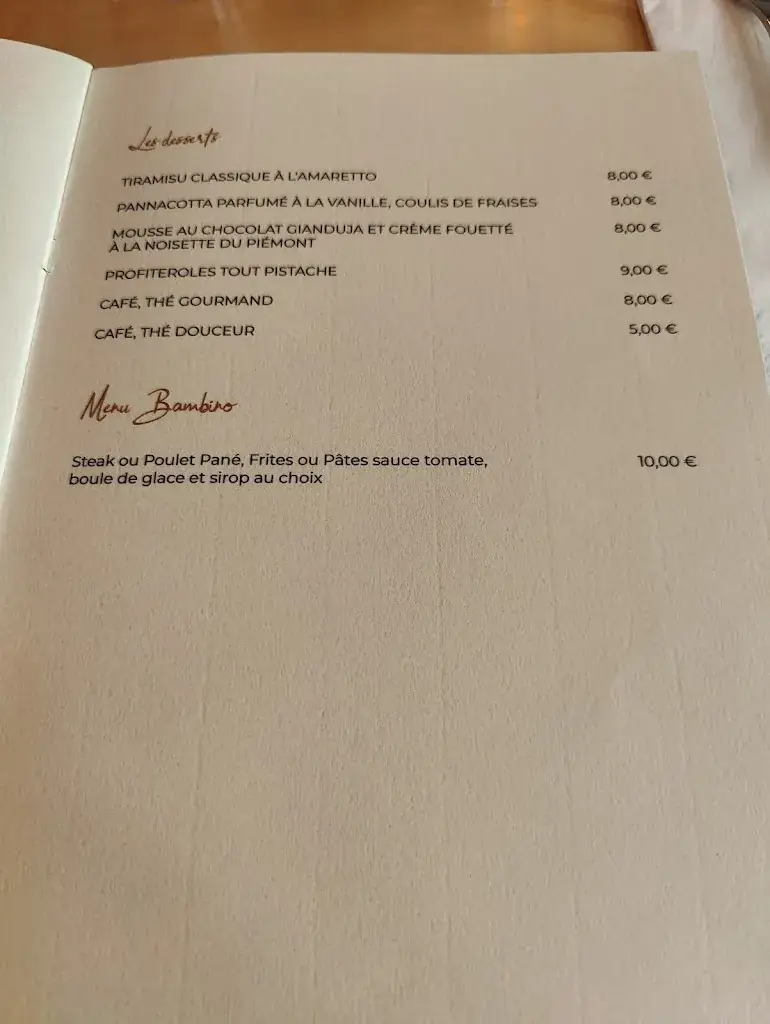 Les desserts
TIRAMISU CLASSIQUE À L'AMARETTO 8,00 €
PANNACOTTA PARFUMÉ À LA VANILLE, COULIS DE FRAISES 8,00 €
MOUSSE AU CHOCOLAT GIANDUJA ET CRÈME FOUETTÉ 8,00 €
À LA NOISETTE DU PIÉMONT
PROFITEROLES TOUT PISTACHE 9,00 €
CAFÉ, THÉ GOURMAND 8,00 €
CAFÉ, THÉ DOUCEUR 5,00 €
Menu Bambino
Steak ou Poulet Pané, Frites ou Pâtes sauce tomate, 10,00 €
boule de glace et sirop au choix